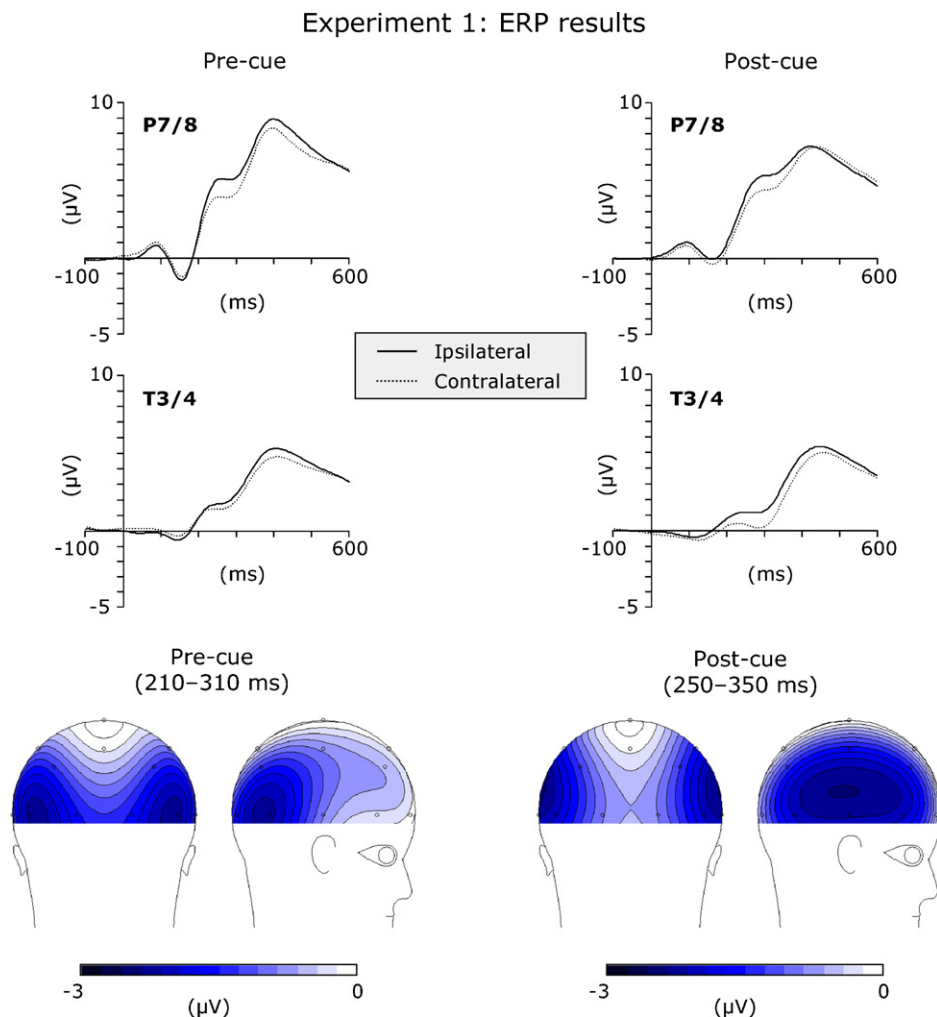 Experiment 1: ERP results
Pre-cue
Post-cue
10
P7/8
(µV)
-100
600
(ms)
-5
10
P7/8
(µV)
-100
600
(ms)
-5
Ipsilateral
Contralateral
10
T3/4
(µV)
-100
600
(ms)
-5
10
T3/4
(µV)
-100
600
(ms)
-5
Pre-cue
(210–310 ms)
Post-cue
(250–350 ms)
-3
0
(µV)
-3
0
(µV)